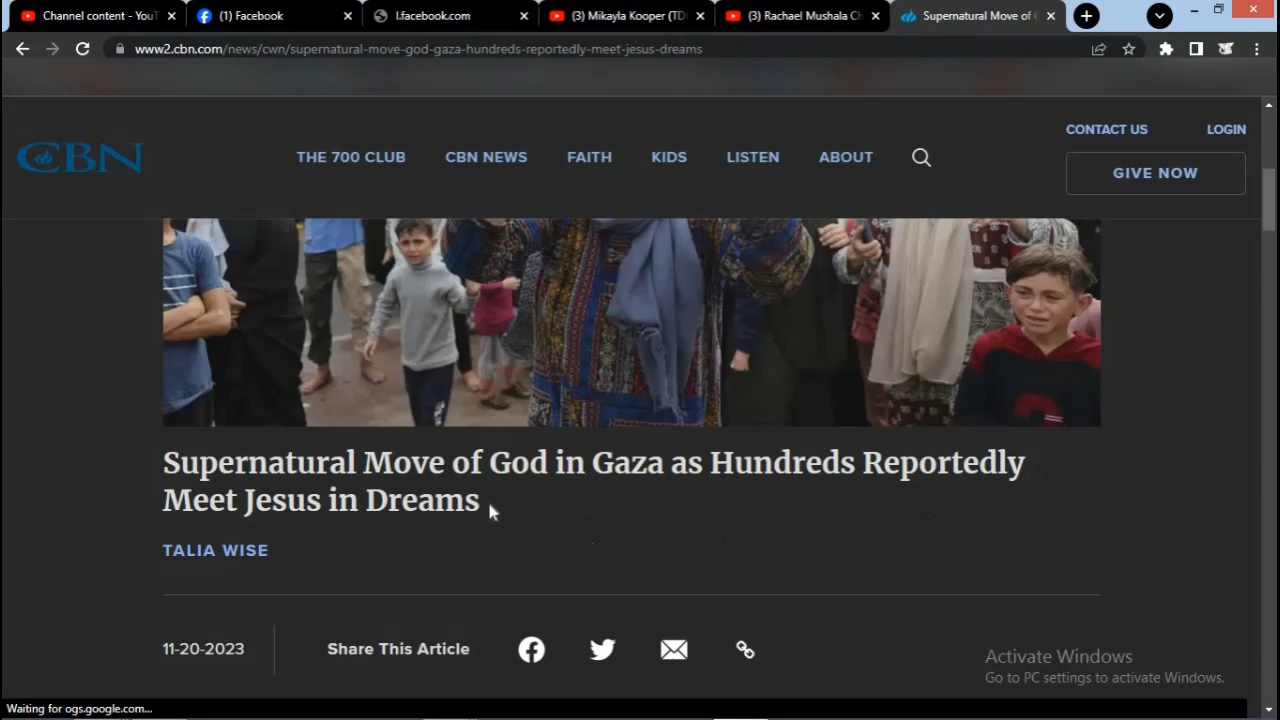 Channel content - YouT
(1) Facebook
l.facebook.com
(3) Mikayla Kooper (TD
(3) Rachael Mushala Ch
Supernatural Move of
www2.cbn.com/news/cwn/supernatural-move-god-gaza-hundreds-reportedly-meet-jesus-dreams
CONTACT US
LOGIN
CBN
THE 700 CLUB
CBN NEWS
FAITH
KIDS
LISTEN
ABOUT
GIVE NOW
Supernatural Move of God in Gaza as Hundreds Reportedly
Meet Jesus in Dreams
TALIA WISE
11-20-2023
Share This Article
Activate Windows
Go to PC settings to activate Windows.
Waiting for ogs.google.com...